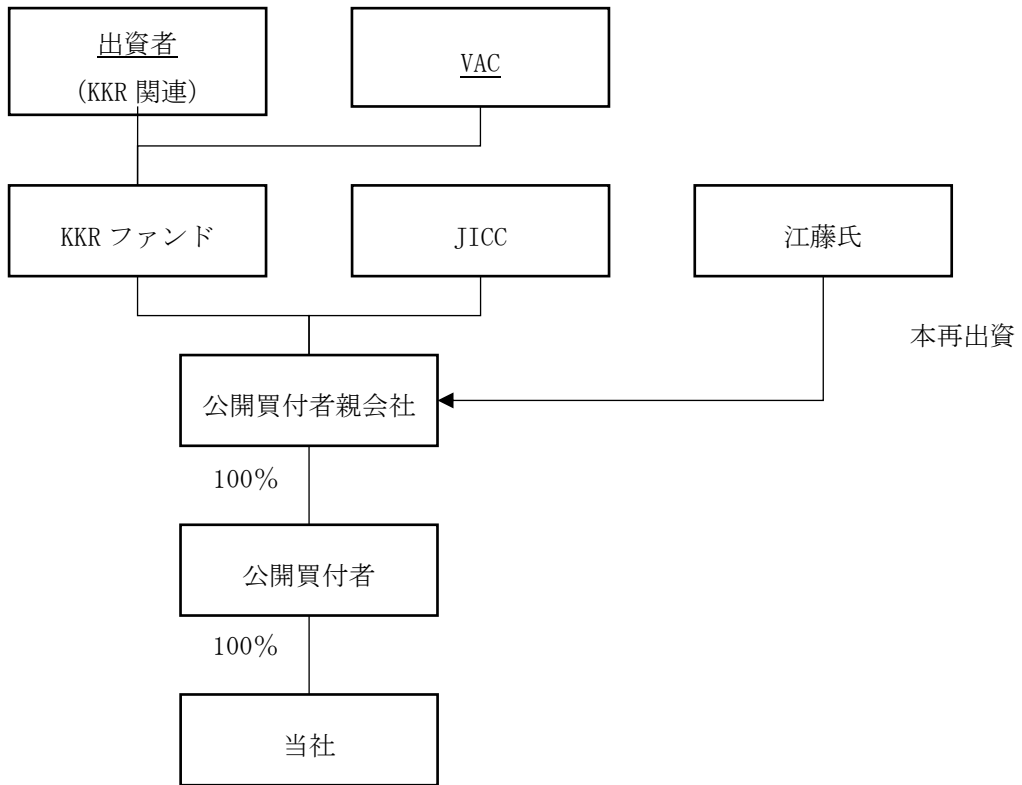 出資者
(KKR 関連)
VAC
KKR ファンド
JICC
江藤氏
本再出資
公開買付者親会社
100%
公開買付者
100%
当社